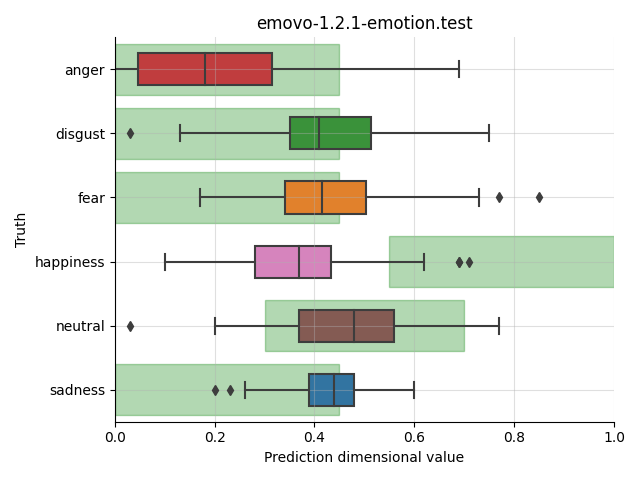 emovo-1.2.1-emotion.test
Truth
anger
disgust
fear
happiness
neutral
sadness
0.0 0.2 0.4 0.6 0.8 1.0
Prediction dimensional value